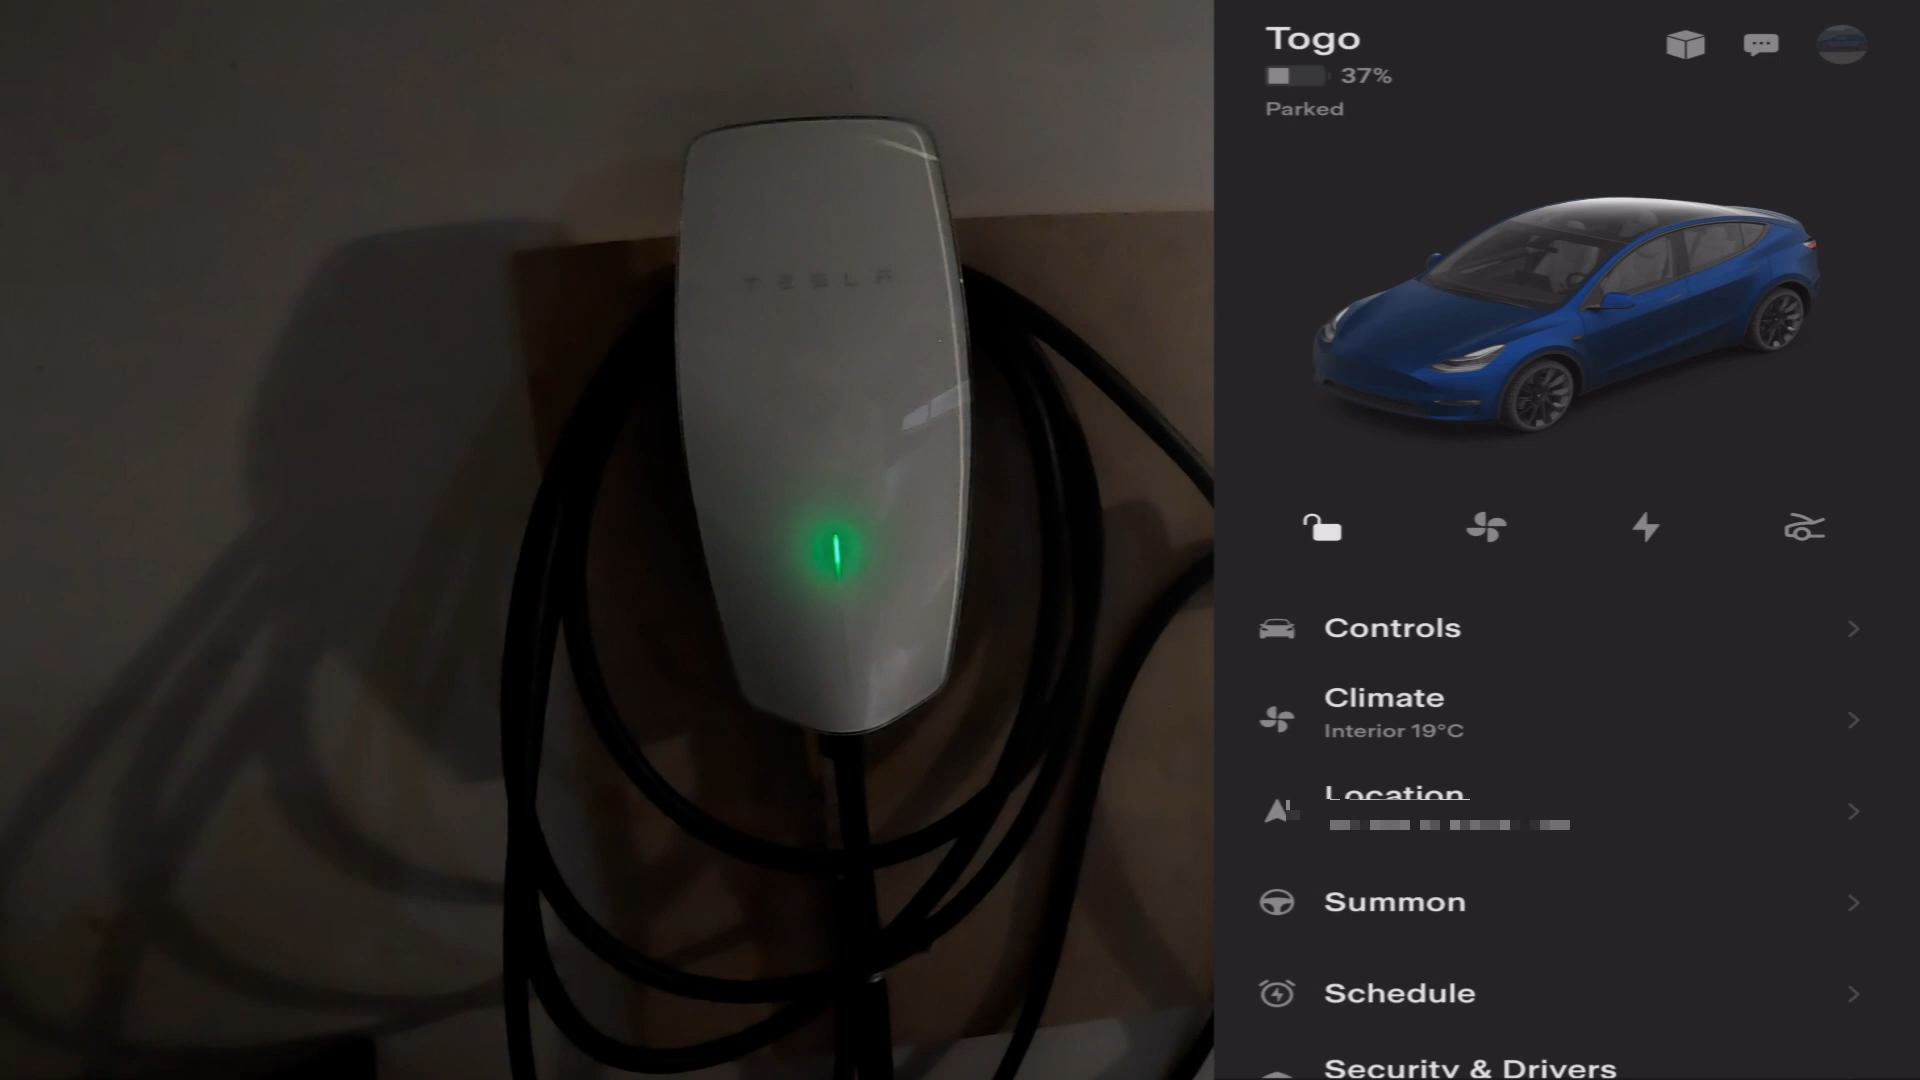 TESLA
Togo
37%
Parked
Controls
Climate
Interior 19°C
Location
Summon
Schedule
Security & Drivers